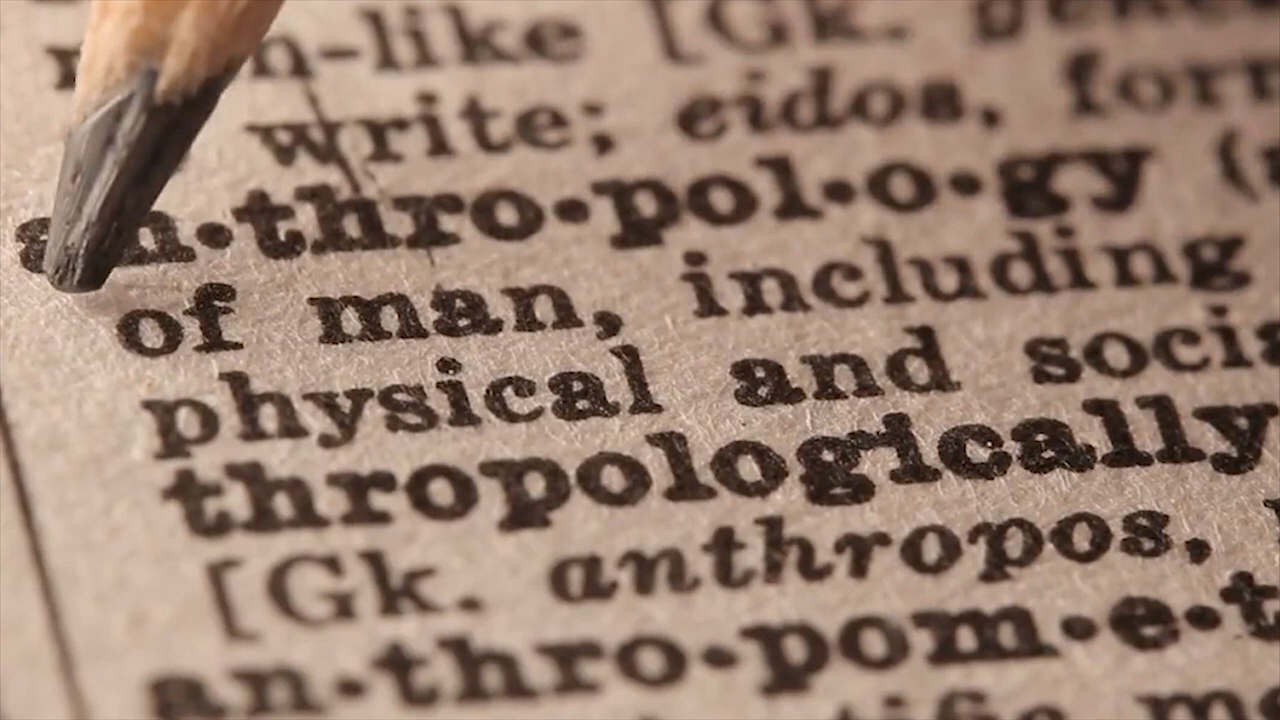 -like [Gk.
write; eidos, form
an•thro•pol•o•gy (
of man, including
physical and socia
thropologically
[Gk. anthropos,
an•thro•pom•e•t